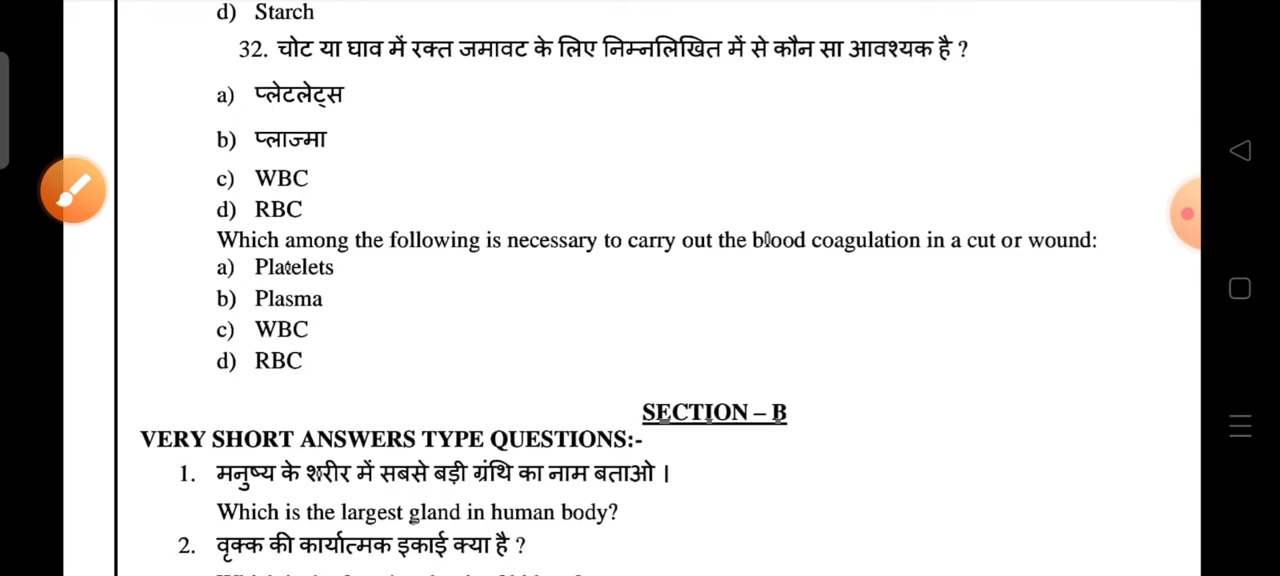 d) Starch
32. चोट या घाव में रक्त जमावट के लिए निम्नलिखित में से कौन सा आवश्यक है ?
a) प्लेटलेट्स
b) प्लाज्मा
c) WBC
d) RBC
Which among the following is necessary to carry out the blood coagulation in a cut or wound:
a) Platelets
b) Plasma
c) WBC
d) RBC
SECTION – B
VERY SHORT ANSWERS TYPE QUESTIONS:-
1. मनुष्य के शरीर में सबसे बड़ी ग्रंथि का नाम बताओ ।
Which is the largest gland in human body?
2. वृक्क की कार्यात्मक इकाई क्या है ?